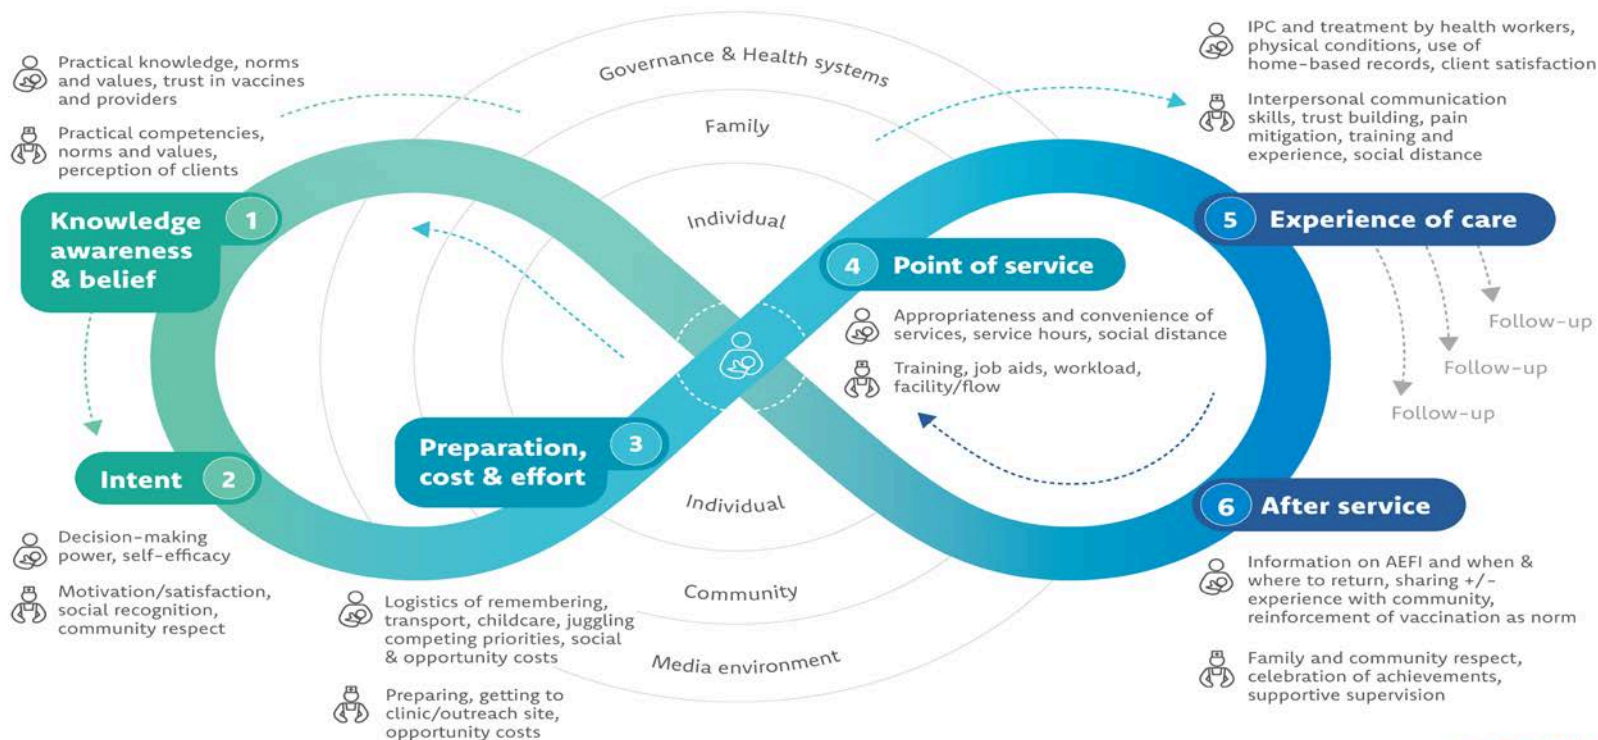 Practical knowledge, norms
and values, trust in vaccines
and providers
Practical competencies,
norms and values,
perception of clients
Knowledge
awareness
& belief
1
Intent
2
Decision-making
power, self-efficacy
Motivation/satisfaction,
social recognition,
community respect
Preparation,
cost & effort
3
Logistics of remembering,
transport, childcare, juggling
competing priorities, social
& opportunity costs
Preparing, getting to
clinic/outreach site,
opportunity costs
Governance & Health systems
Family
Individual
Individual
Community
Media environment
4
Point of service
Appropriateness and convenience of
services, service hours, social distance
Training, job aids, workload,
facility/flow
IPC and treatment by health workers,
physical conditions, use of
home-based records, client satisfaction
Interpersonal communication
skills, trust building, pain
mitigation, training and
experience, social distance
5
Experience of care
Follow-up
Follow-up
Follow-up
6
After service
Information on AEFI and when &
where to return, sharing +/-
experience with community,
reinforcement of vaccination as norm
Family and community respect,
celebration of achievements,
supportive supervision